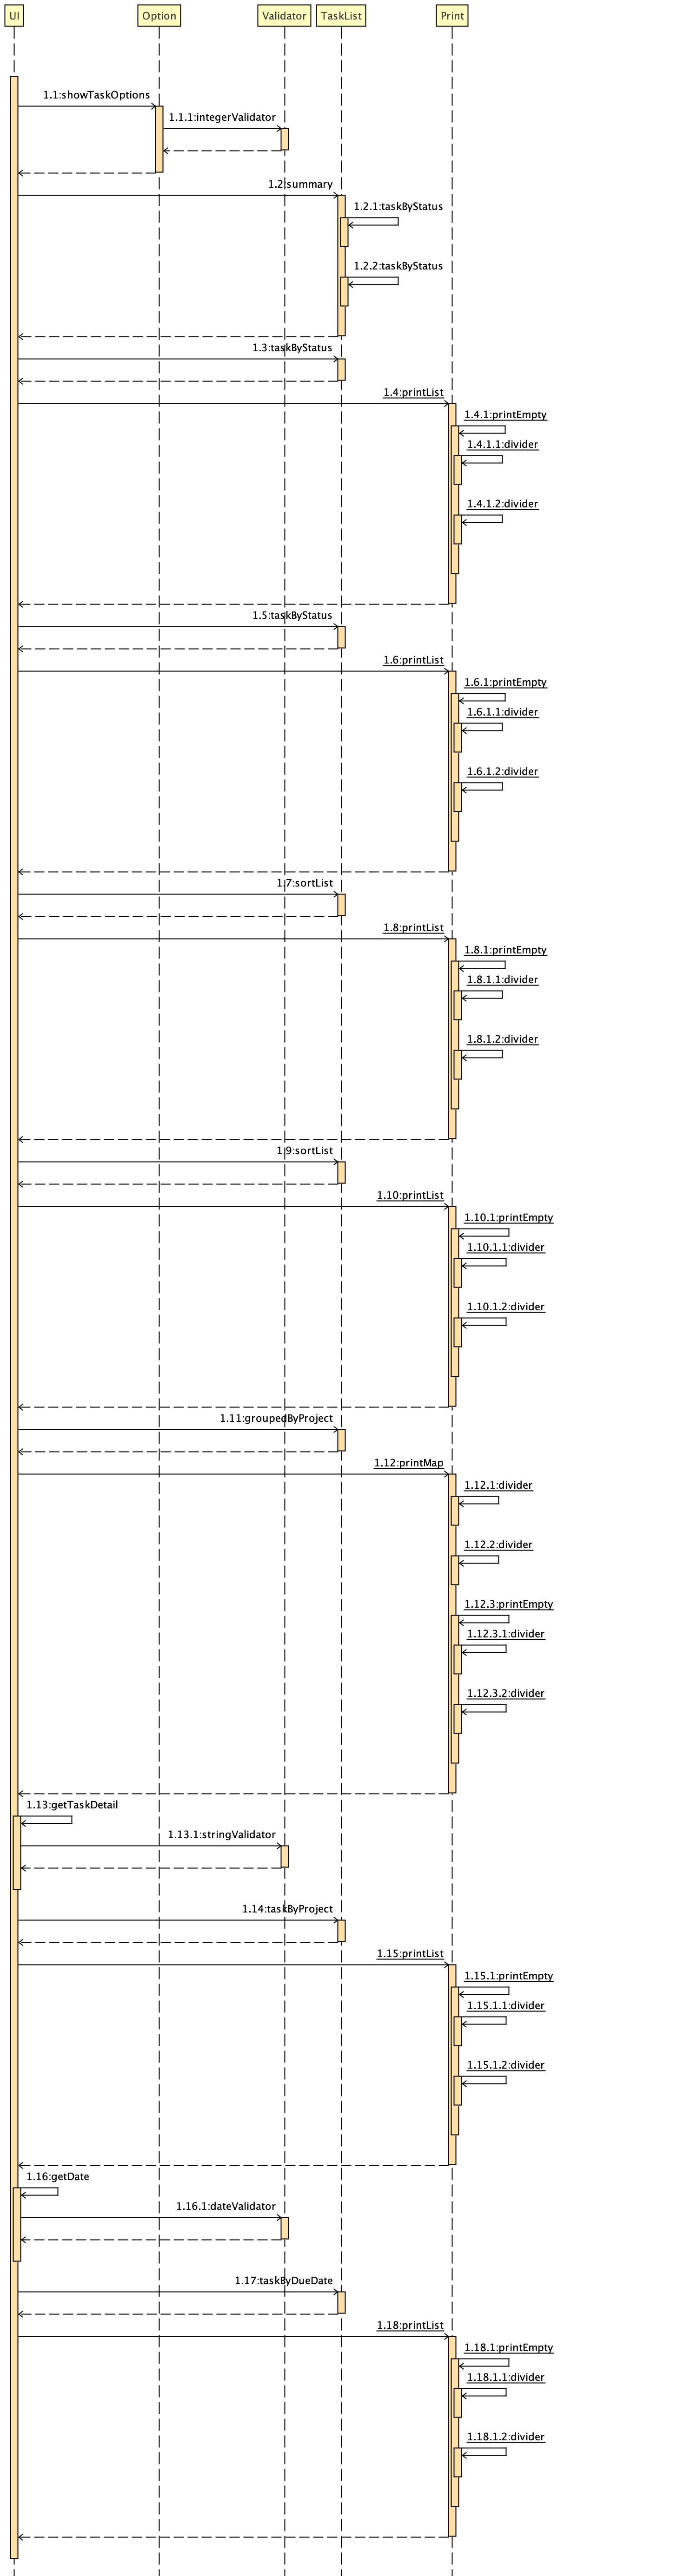 UI
Option
Validator
TaskList
Print
1.1:showTaskOptions
1.1.1:integerValidator
1.2:summary
1.2.1:taskByStatus
1.2.2:taskByStatus
1.3:taskByStatus
1.4:printList
1.4.1:printEmpty
1.4.1.1:divider
1.4.1.2:divider
1.5:taskByStatus
1.6:printList
1.6.1:printEmpty
1.6.1.1:divider
1.6.1.2:divider
1.7:sortList
1.8:printList
1.8.1:printEmpty
1.8.1.1:divider
1.8.1.2:divider
1.9:sortList
1.10:printList
1.10.1:printEmpty
1.10.1.1:divider
1.10.1.2:divider
1.11:groupedByProject
1.12:printMap
1.12.1:divider
1.12.2:divider
1.12.3:printEmpty
1.12.3.1:divider
1.12.3.2:divider
1.13:getTaskDetail
1.13.1:stringValidator
1.14:taskByProject
1.15:printList
1.15.1:printEmpty
1.15.1.1:divider
1.15.1.2:divider
1.16:getDate
1.16.1:dateValidator
1.17:taskByDueDate
1.18:printList
1.18.1:printEmpty
1.18.1.1:divider
1.18.1.2:divider